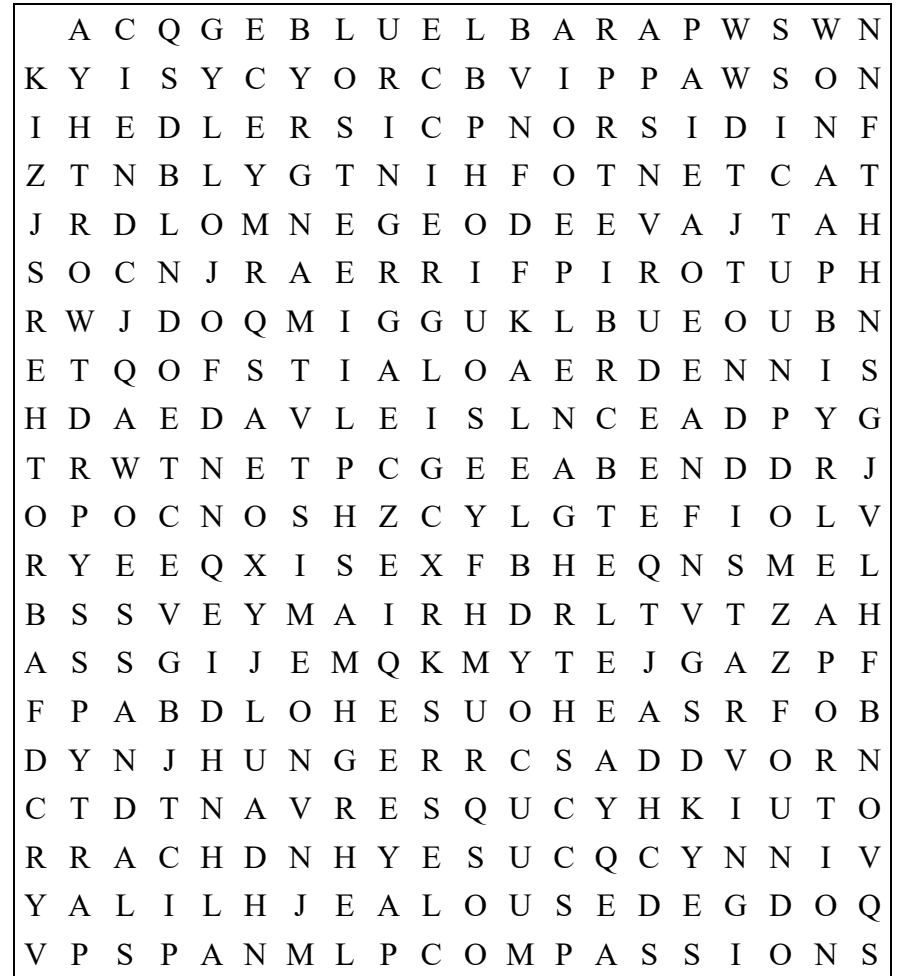 A C Q G E B L U E L B A R A P W S W N
K Y I S Y C Y O R C B V I P P A W S O N
I H E D L E R S I C P N O R S I D I N F
Z T N B L Y G T N I H F O T N E T C A T
J R D L O M N E G E O D E E V A J T A H
S O C N J R A E R R I F P I R O T U P H
R W J D O Q M I G G U K L B U E O U B N
E T Q O F S T I A L O A E R D E N N I S
H D A E D A V L E I S L N C E A D P Y G
T R W T N E T P C G E E A B E N D D R J
O P O C N O S H Z C Y L G T E F I O L V
R Y E E Q X I S E X F B H E Q N S M E L
B S S V E Y M A I R H D R L T V T Z A H
A S S G I J E M Q K M Y T E J G A Z P F
F P A B D L O H E S U O H E A S R F O B
D Y N J H U N G E R R C S A D D V O R N
C T D T N A V R E S Q U C Y H K I U T O
R R A C H D N H Y E S U C Q C Y N N I V
Y A L I L H J E A L O U S E D E G D O Q
V P S P A N M L P C O M P A S S I O N S